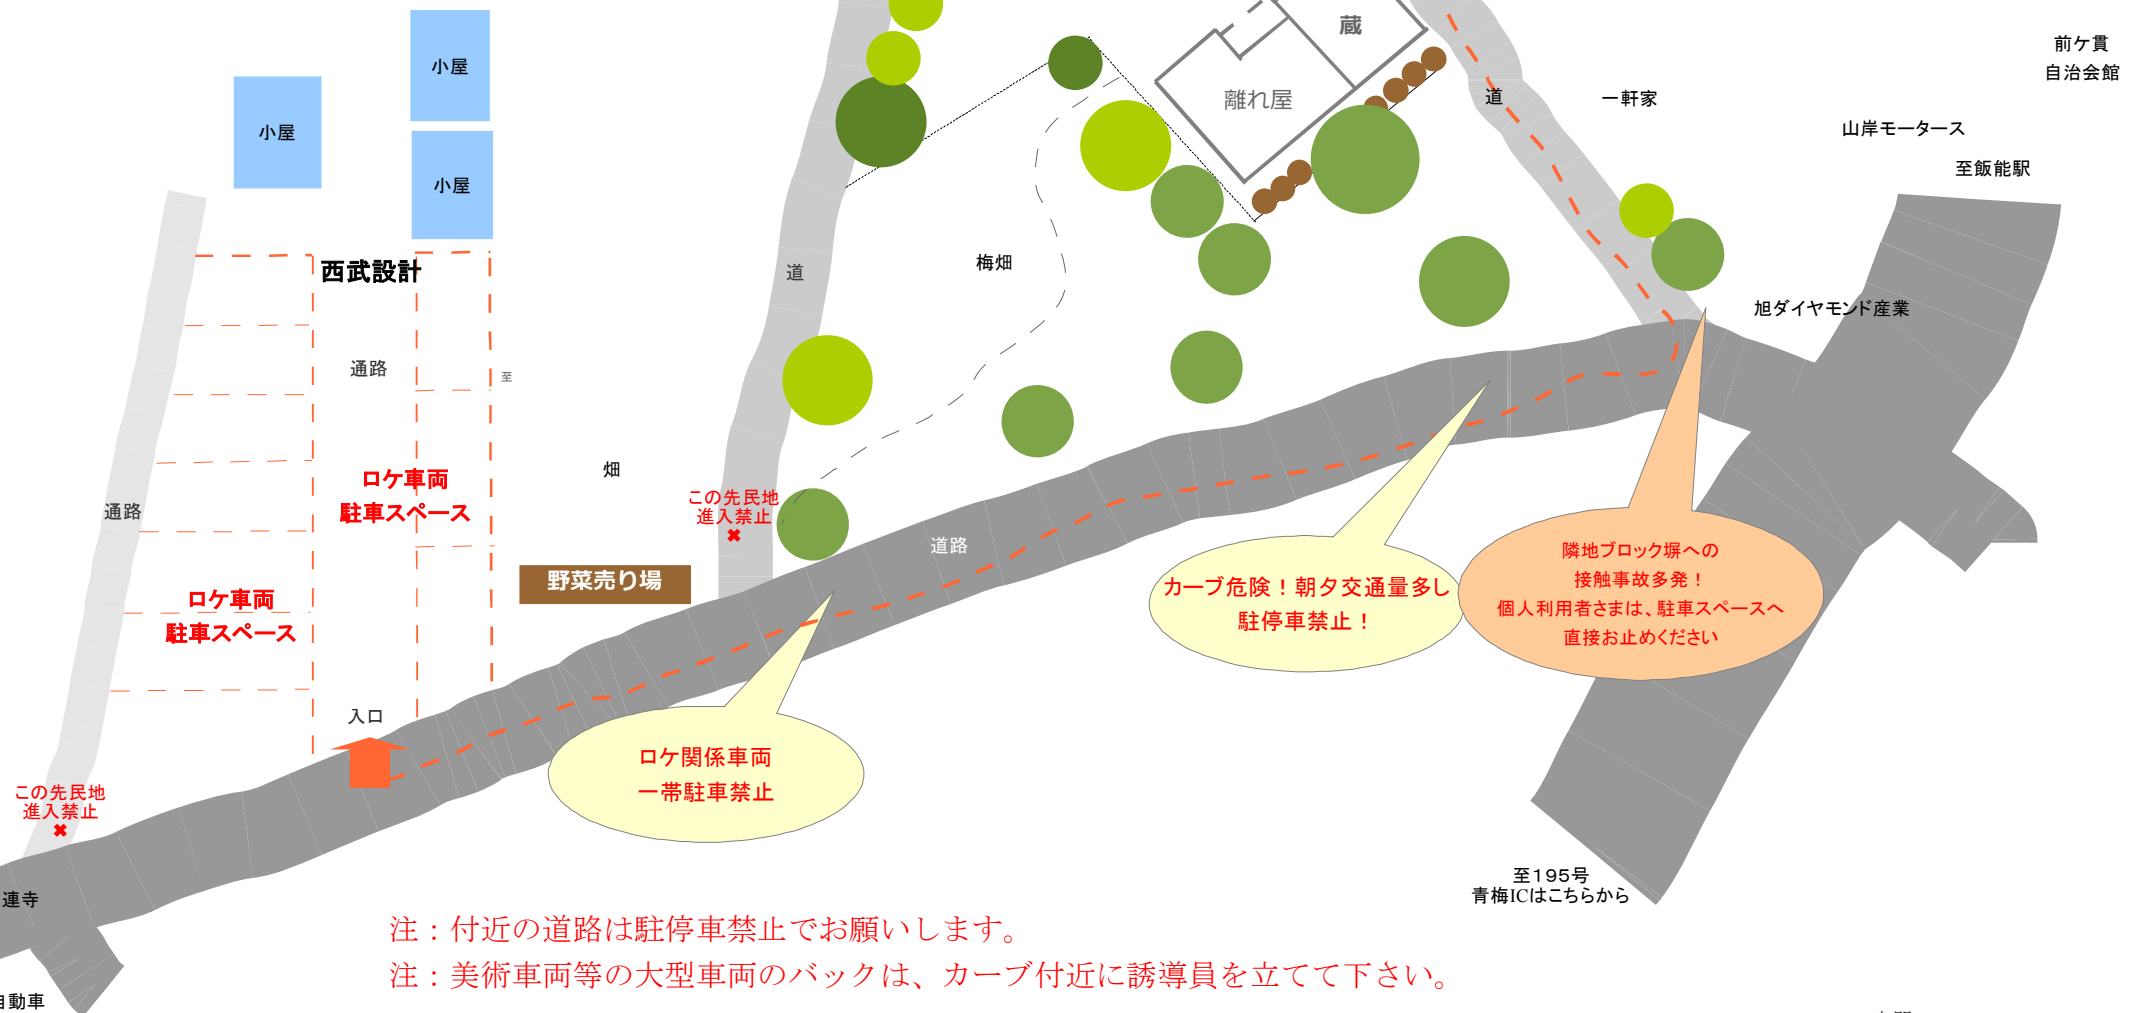 蔵
前ケ貫
自治会館
小屋
離れ屋
道
一軒家
小屋
山岸モータース
至飯能駅
小屋
西武設計
道
梅畑
旭ダイヤモンド産業
通路
至
畑
ロケ車両
駐車スペース
この先民地
進入禁止
✖
通路
道路
隣地ブロック塀への
接触事故多発！
個人利用者さまは、駐車スペースへ
直接お止めください
カーブ危険！朝夕交通量多し
駐停車禁止！
野菜売り場
ロケ車両
駐車スペース
入口
ロケ関係車両
一帯駐車禁止
この先民地
進入禁止
✖
至195号
青梅ICはこちらから
連寺
注：付近の道路は駐停車禁止でお願いします。
注：美術車両等の大型車両のバックは、カーブ付近に誘導員を立てて下さい。
自動車